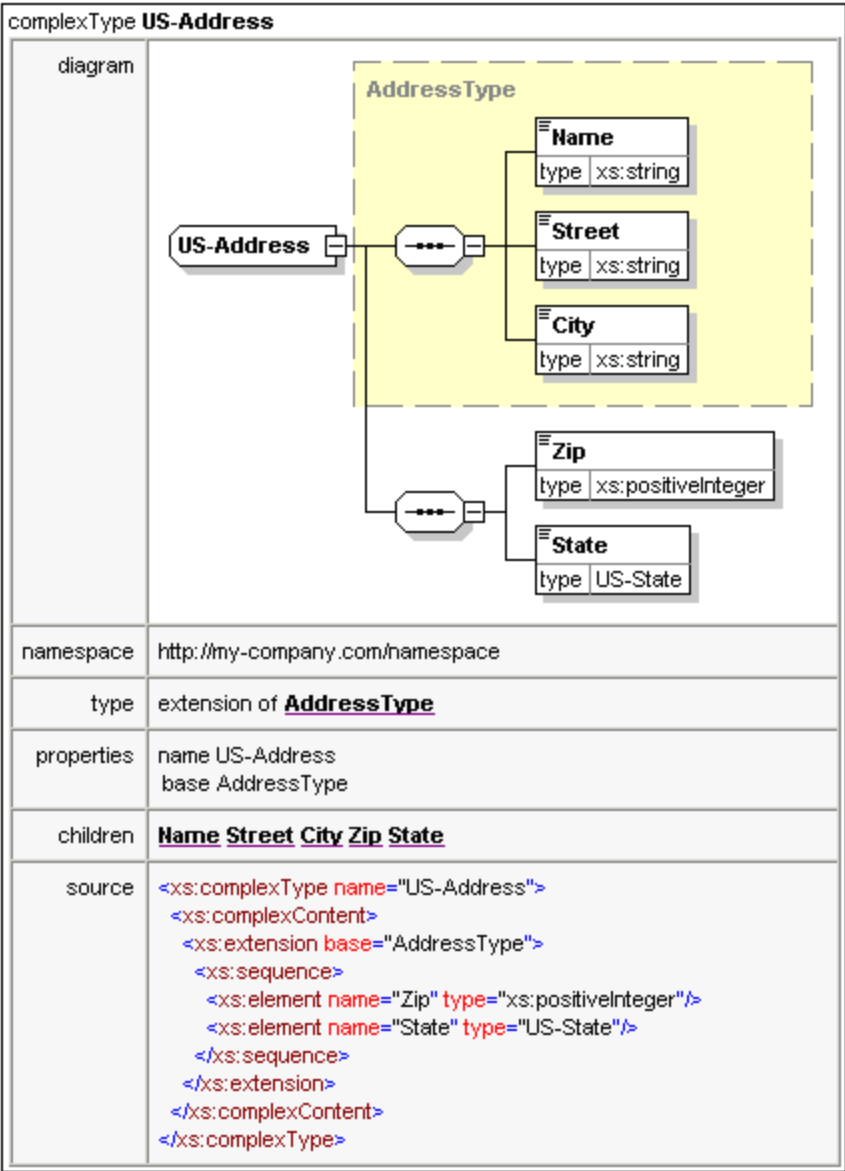 complexType US-Address
diagram
AddressType
Name
type xs:string
US-Address
Street
type xs:string
City
type xs:string
Zip
type xs:positiveInteger
State
type US-State
namespace http://my-company.com/namespace
type extension of AddressType
properties name US-Address
base AddressType
children Name Street City Zip State
source <xs:complexType name="US-Address">
<xs:complexContent>
<xs:extension base="AddressType">
<xs:sequence>
<xs:element name="Zip" type="xs:positiveInteger"/>
<xs:element name="State" type="US-State"/>
</xs:sequence>
</xs:extension>
</xs:complexContent>
</xs:complexType>